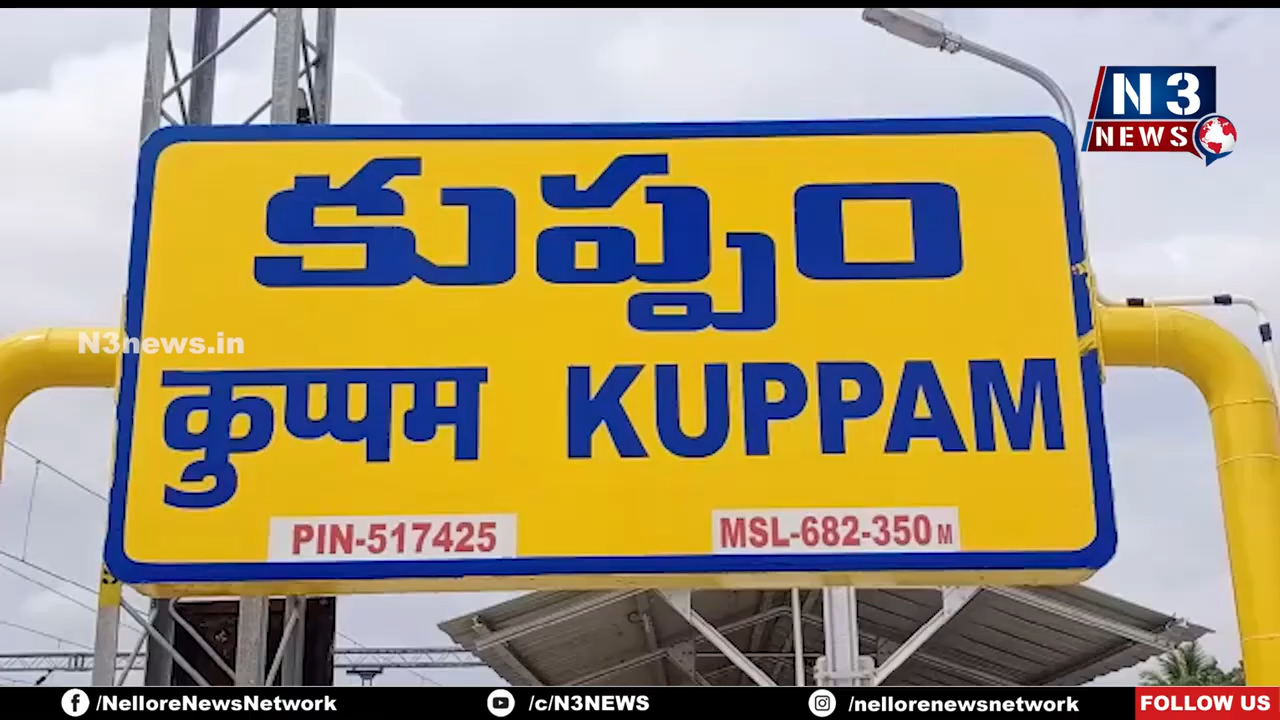 N3
NEWS
కుప్పం
N3news.in
कुप्पम KUPPAM
PIN-517425 MSL-682-350 M
/NelloreNewsNetwork /c/N3NEWS /nellorenewsnetwork FOLLOW US